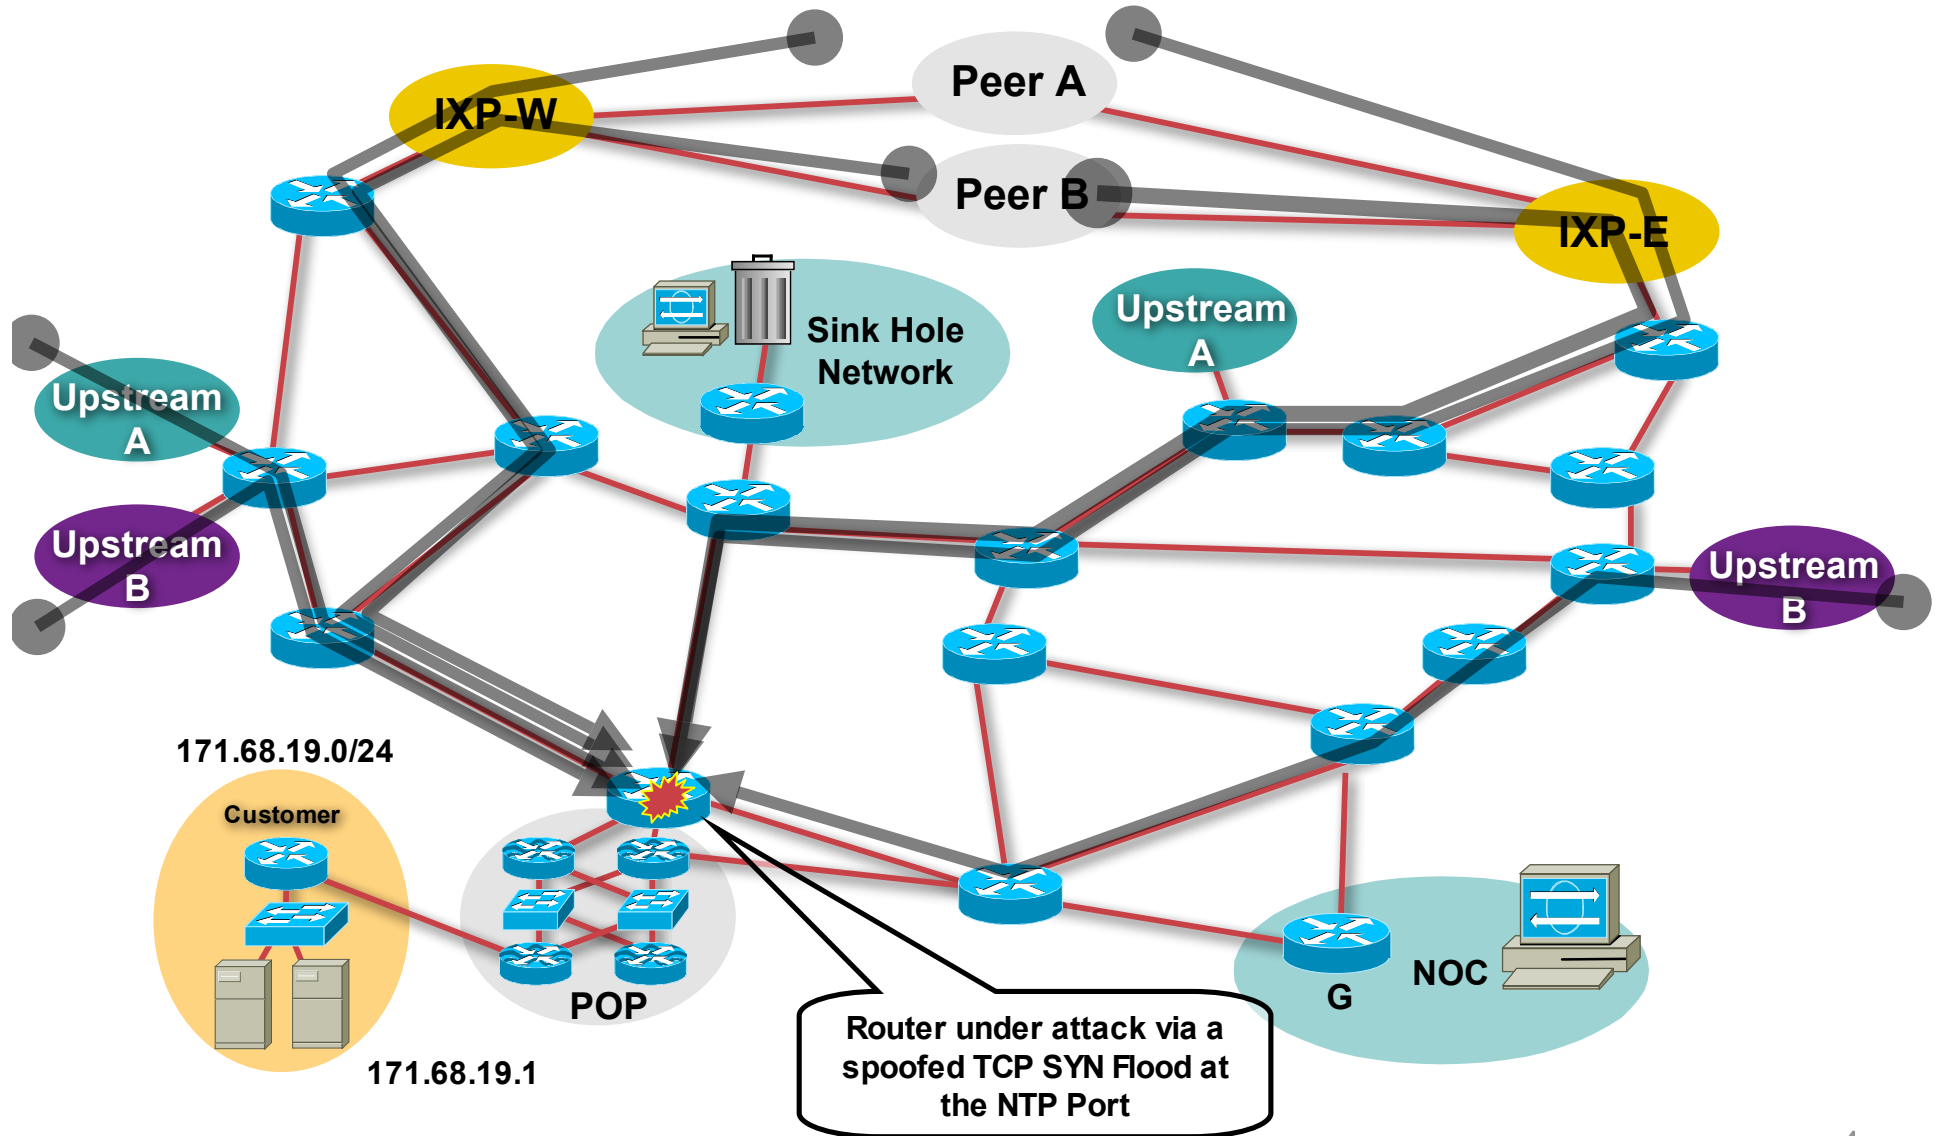 Peer A
IXP-W
Peer B
IXP-E
Upstream
A
Sink Hole
Network
Upstream
A
Upstream
B
Upstream
B
171.68.19.0/24
Customer
POP
NOC
G
171.68.19.1
Router under attack via a
spoofed TCP SYN Flood at
the NTP Port